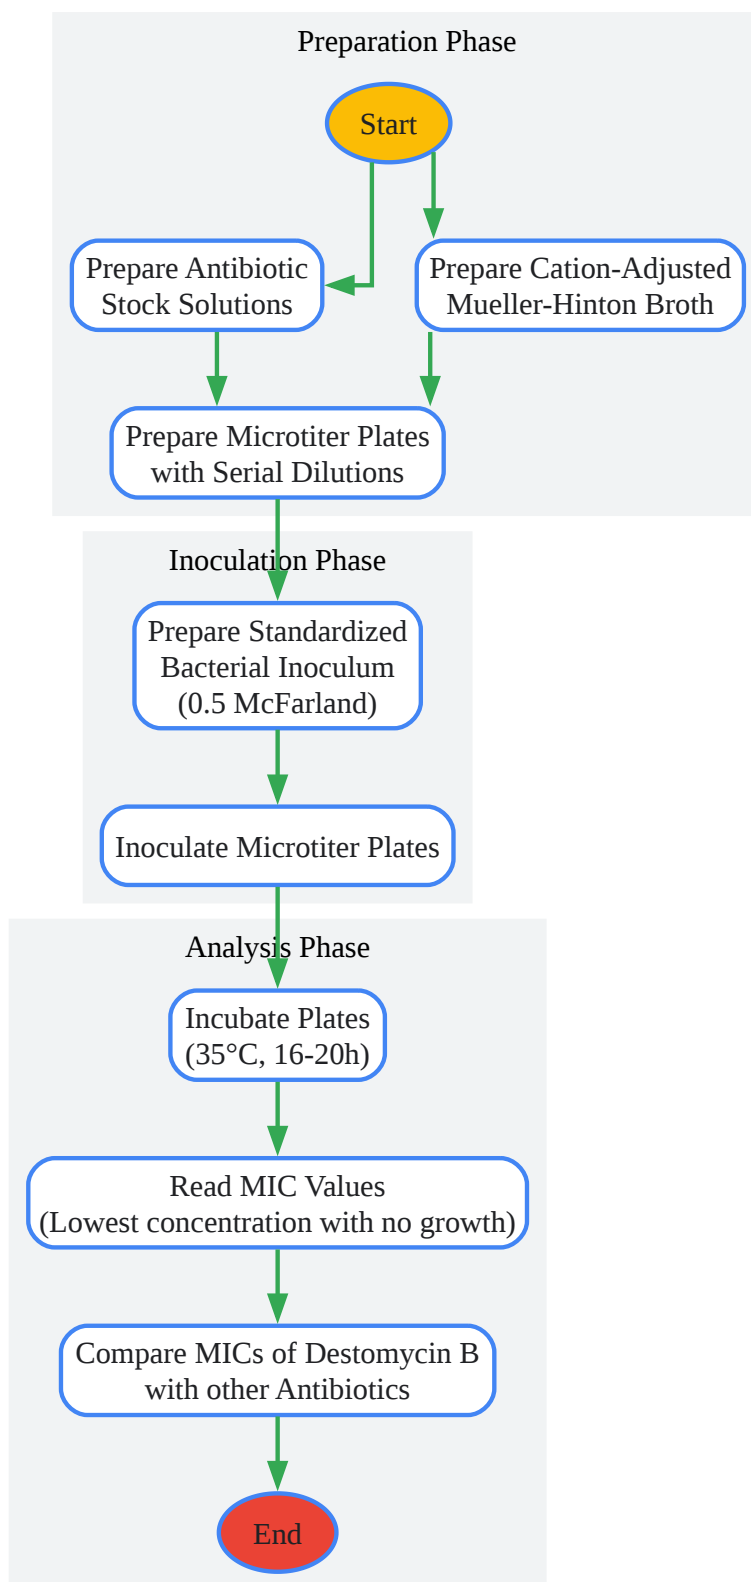 Preparation Phase
Start
Prepare Antibiotic
Stock Solutions
Prepare Cation-Adjusted
Mueller-Hinton Broth
Prepare Microtiter Plates
with Serial Dilutions
Inoculation Phase
Prepare Standardized
Bacterial Inoculum
(0.5 McFarland)
Inoculate Microtiter Plates
Analysis Phase
Incubate Plates
(35°C, 16-20h)
Read MIC Values
(Lowest concentration with no growth)
Compare MICs of Destomycin B
with other Antibiotics
End